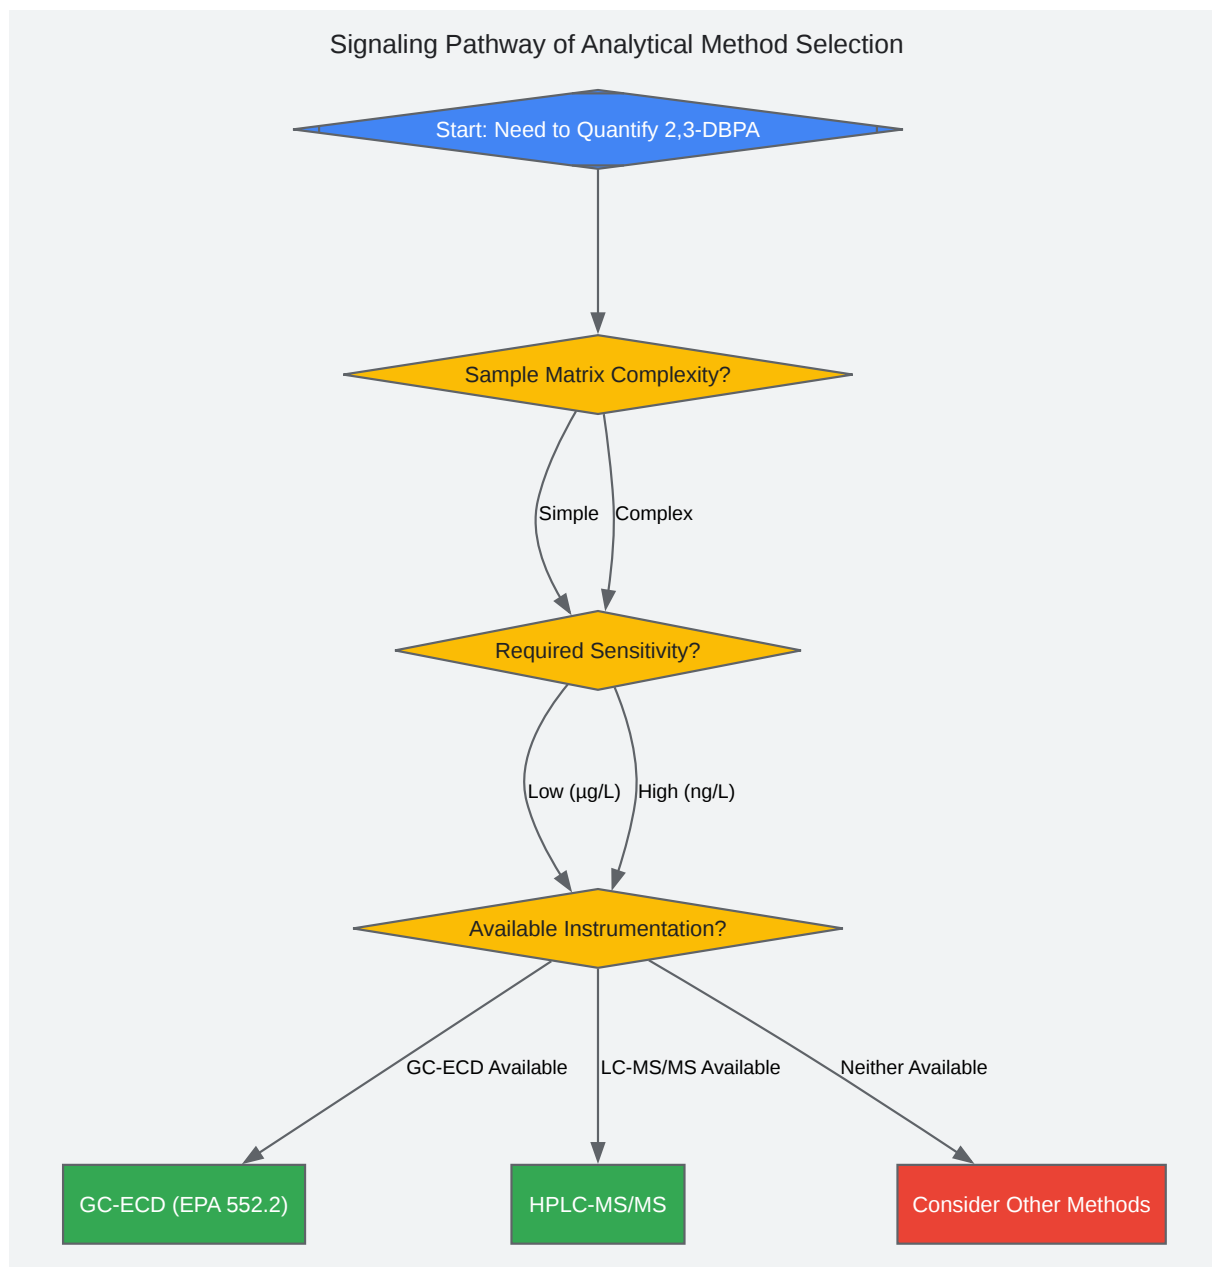 Signaling Pathway of Analytical Method Selection
Start: Need to Quantify 2,3-DBPA
Sample Matrix Complexity?
Simple
Complex
Required Sensitivity?
Low (µg/L)
High (ng/L)
Available Instrumentation?
GC-ECD Available
LC-MS/MS Available
Neither Available
GC-ECD (EPA 552.2)
HPLC-MS/MS
Consider Other Methods